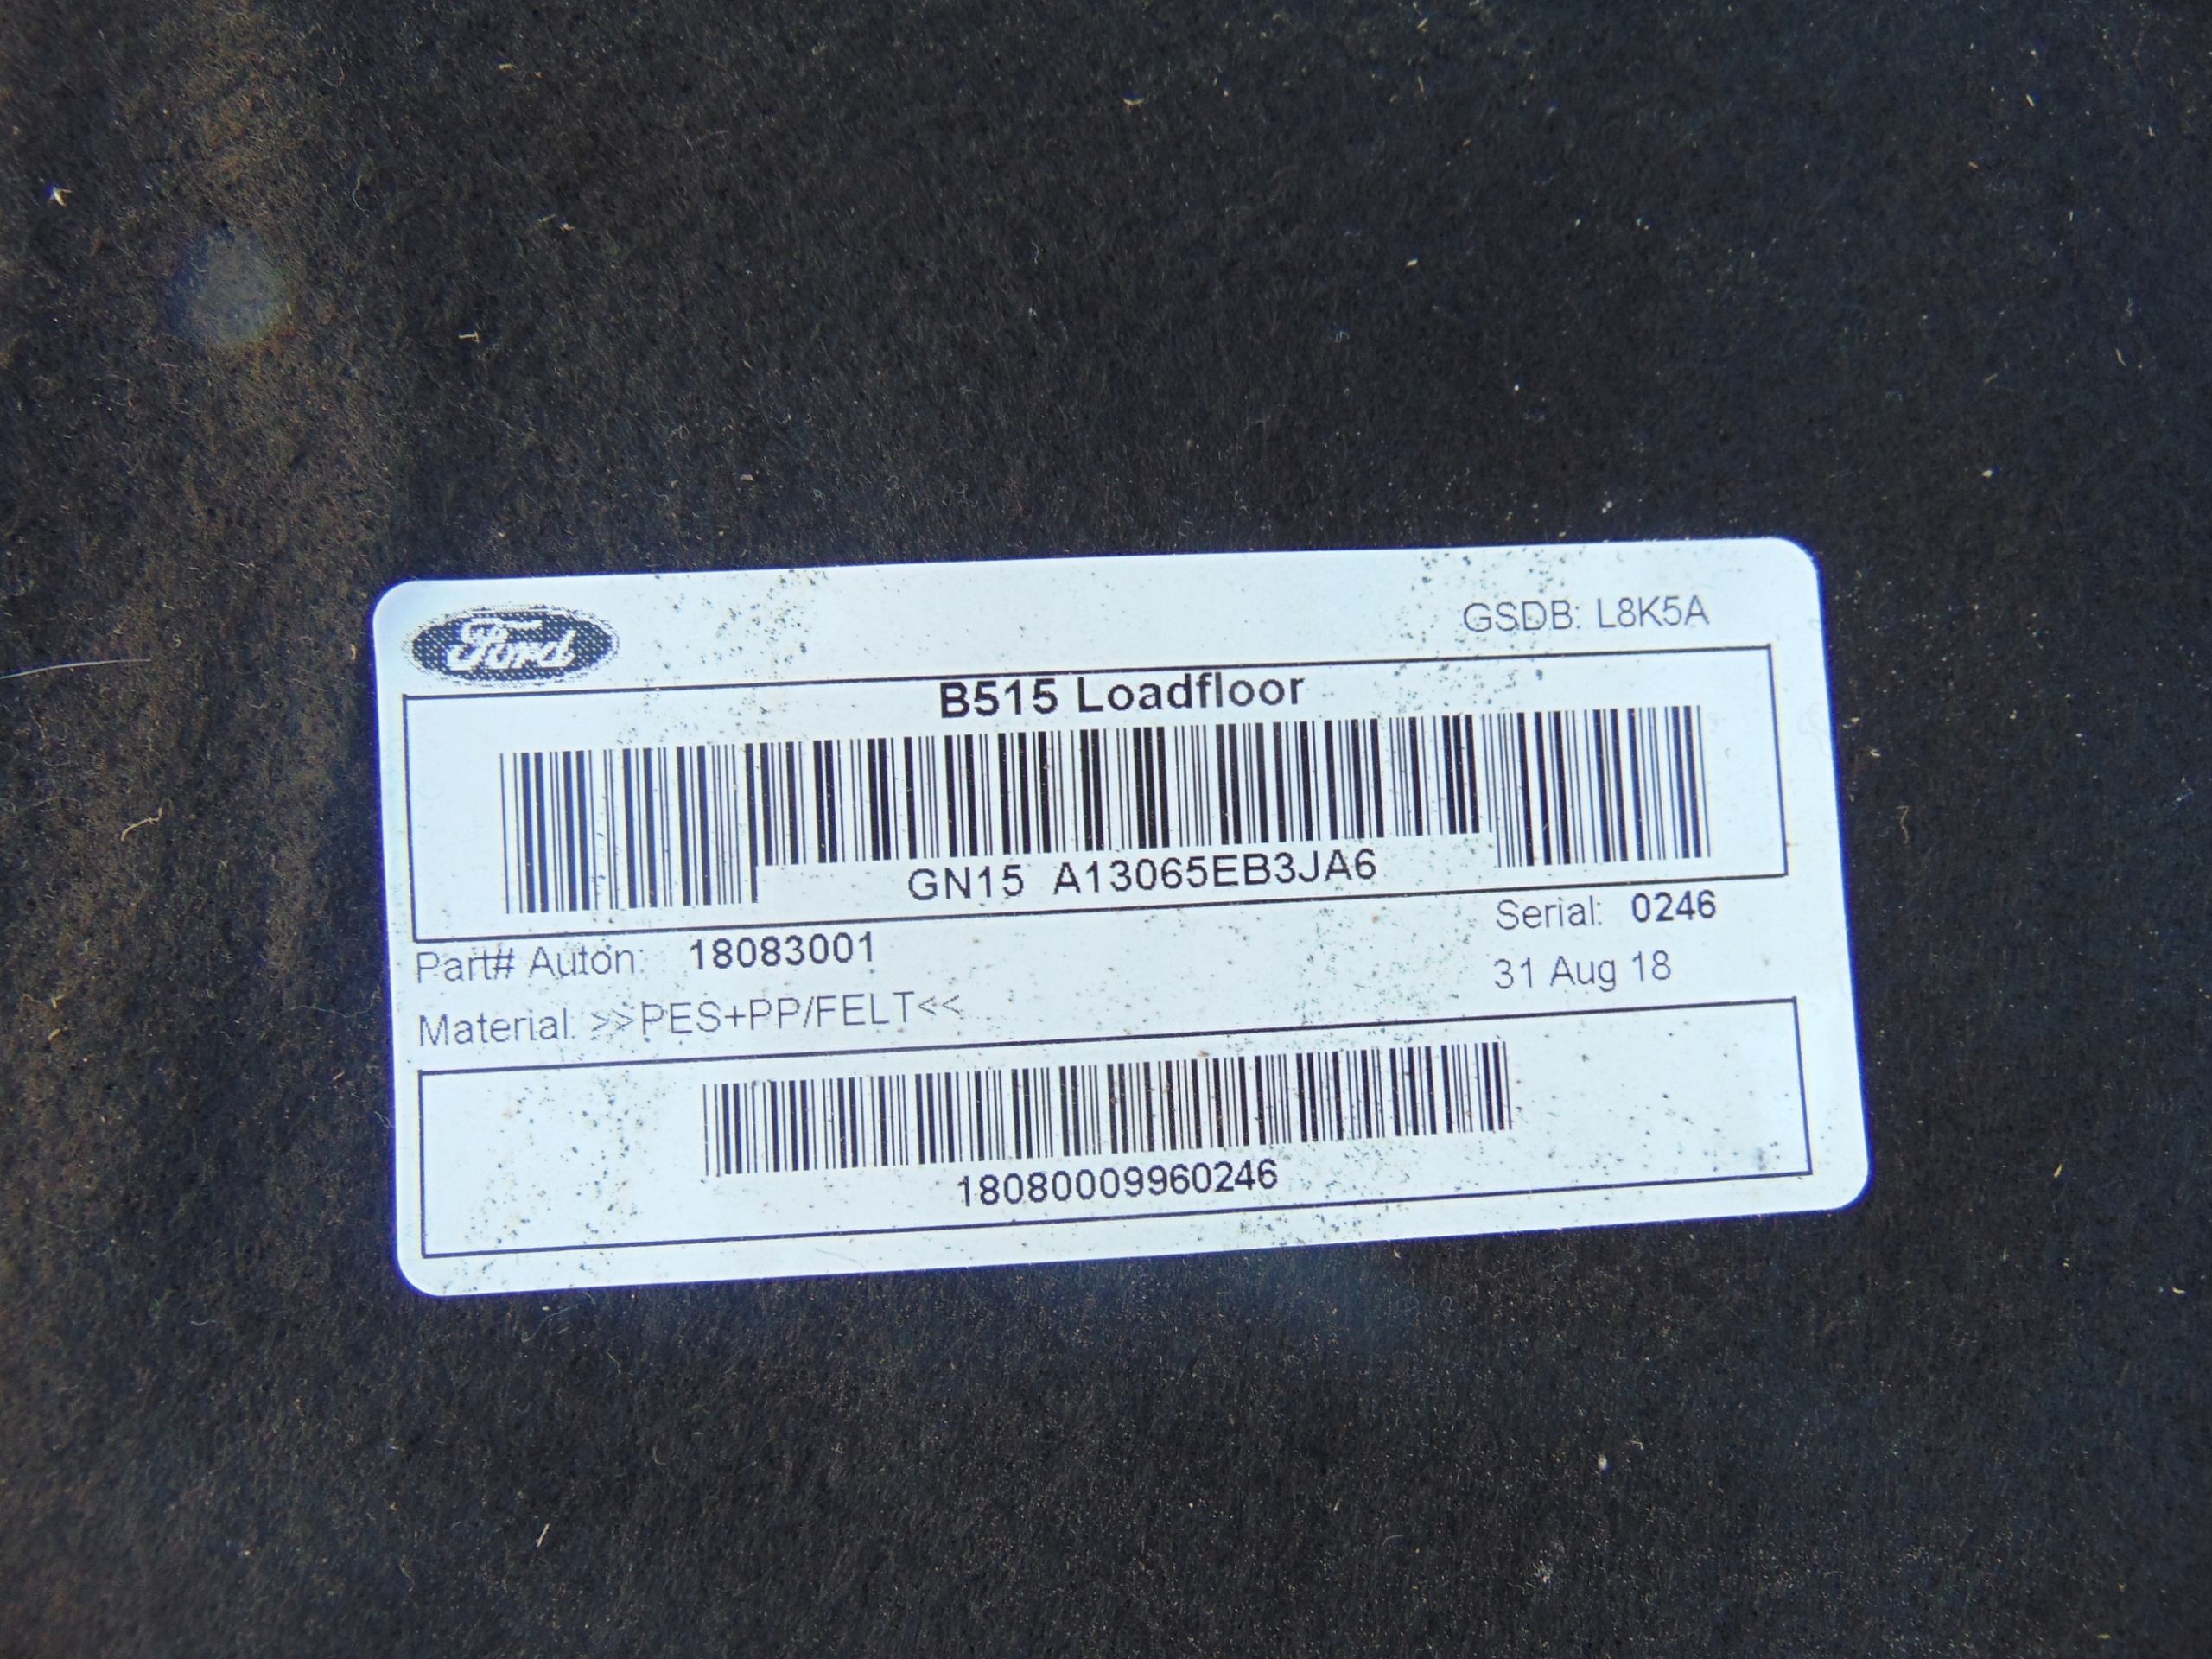 Ford
GSDB: L8K5A
B515 Loadfloor
GN15 A13065EB3JA6
Part# Auton: 18083001
Serial: 0246
31 Aug 18
Material: >>PES+PP/FELT<<
18080009960246